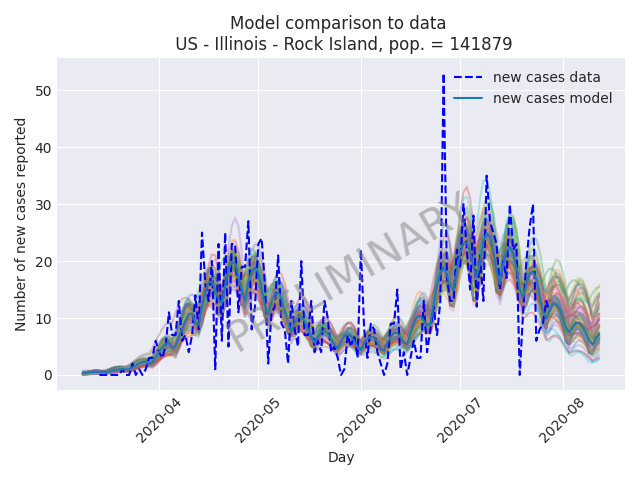 Model comparison to data
US - Illinois - Rock Island, pop. = 141879
new cases data
new cases model
PRELIMINARY
Number of new cases reported
50
40
30
20
10
0
2020-04
2020-05
2020-06
2020-07
2020-08
Day